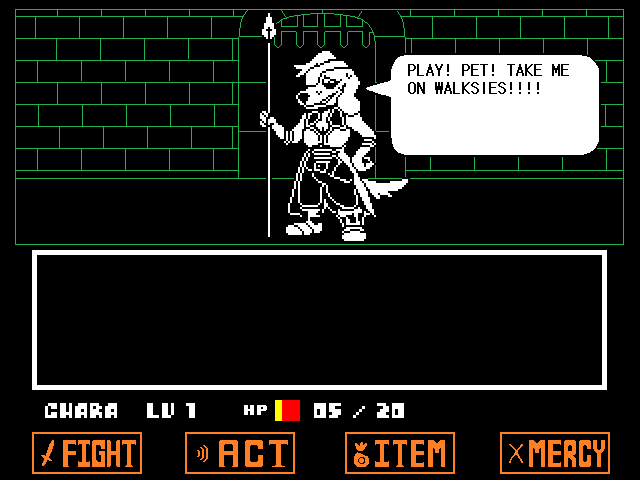 PLAY! PET! TAKE ME
ON WALKSIES!!!!
CHARA LV 1 HP 05 / 20
FIGHT ACT ITEM MERCY